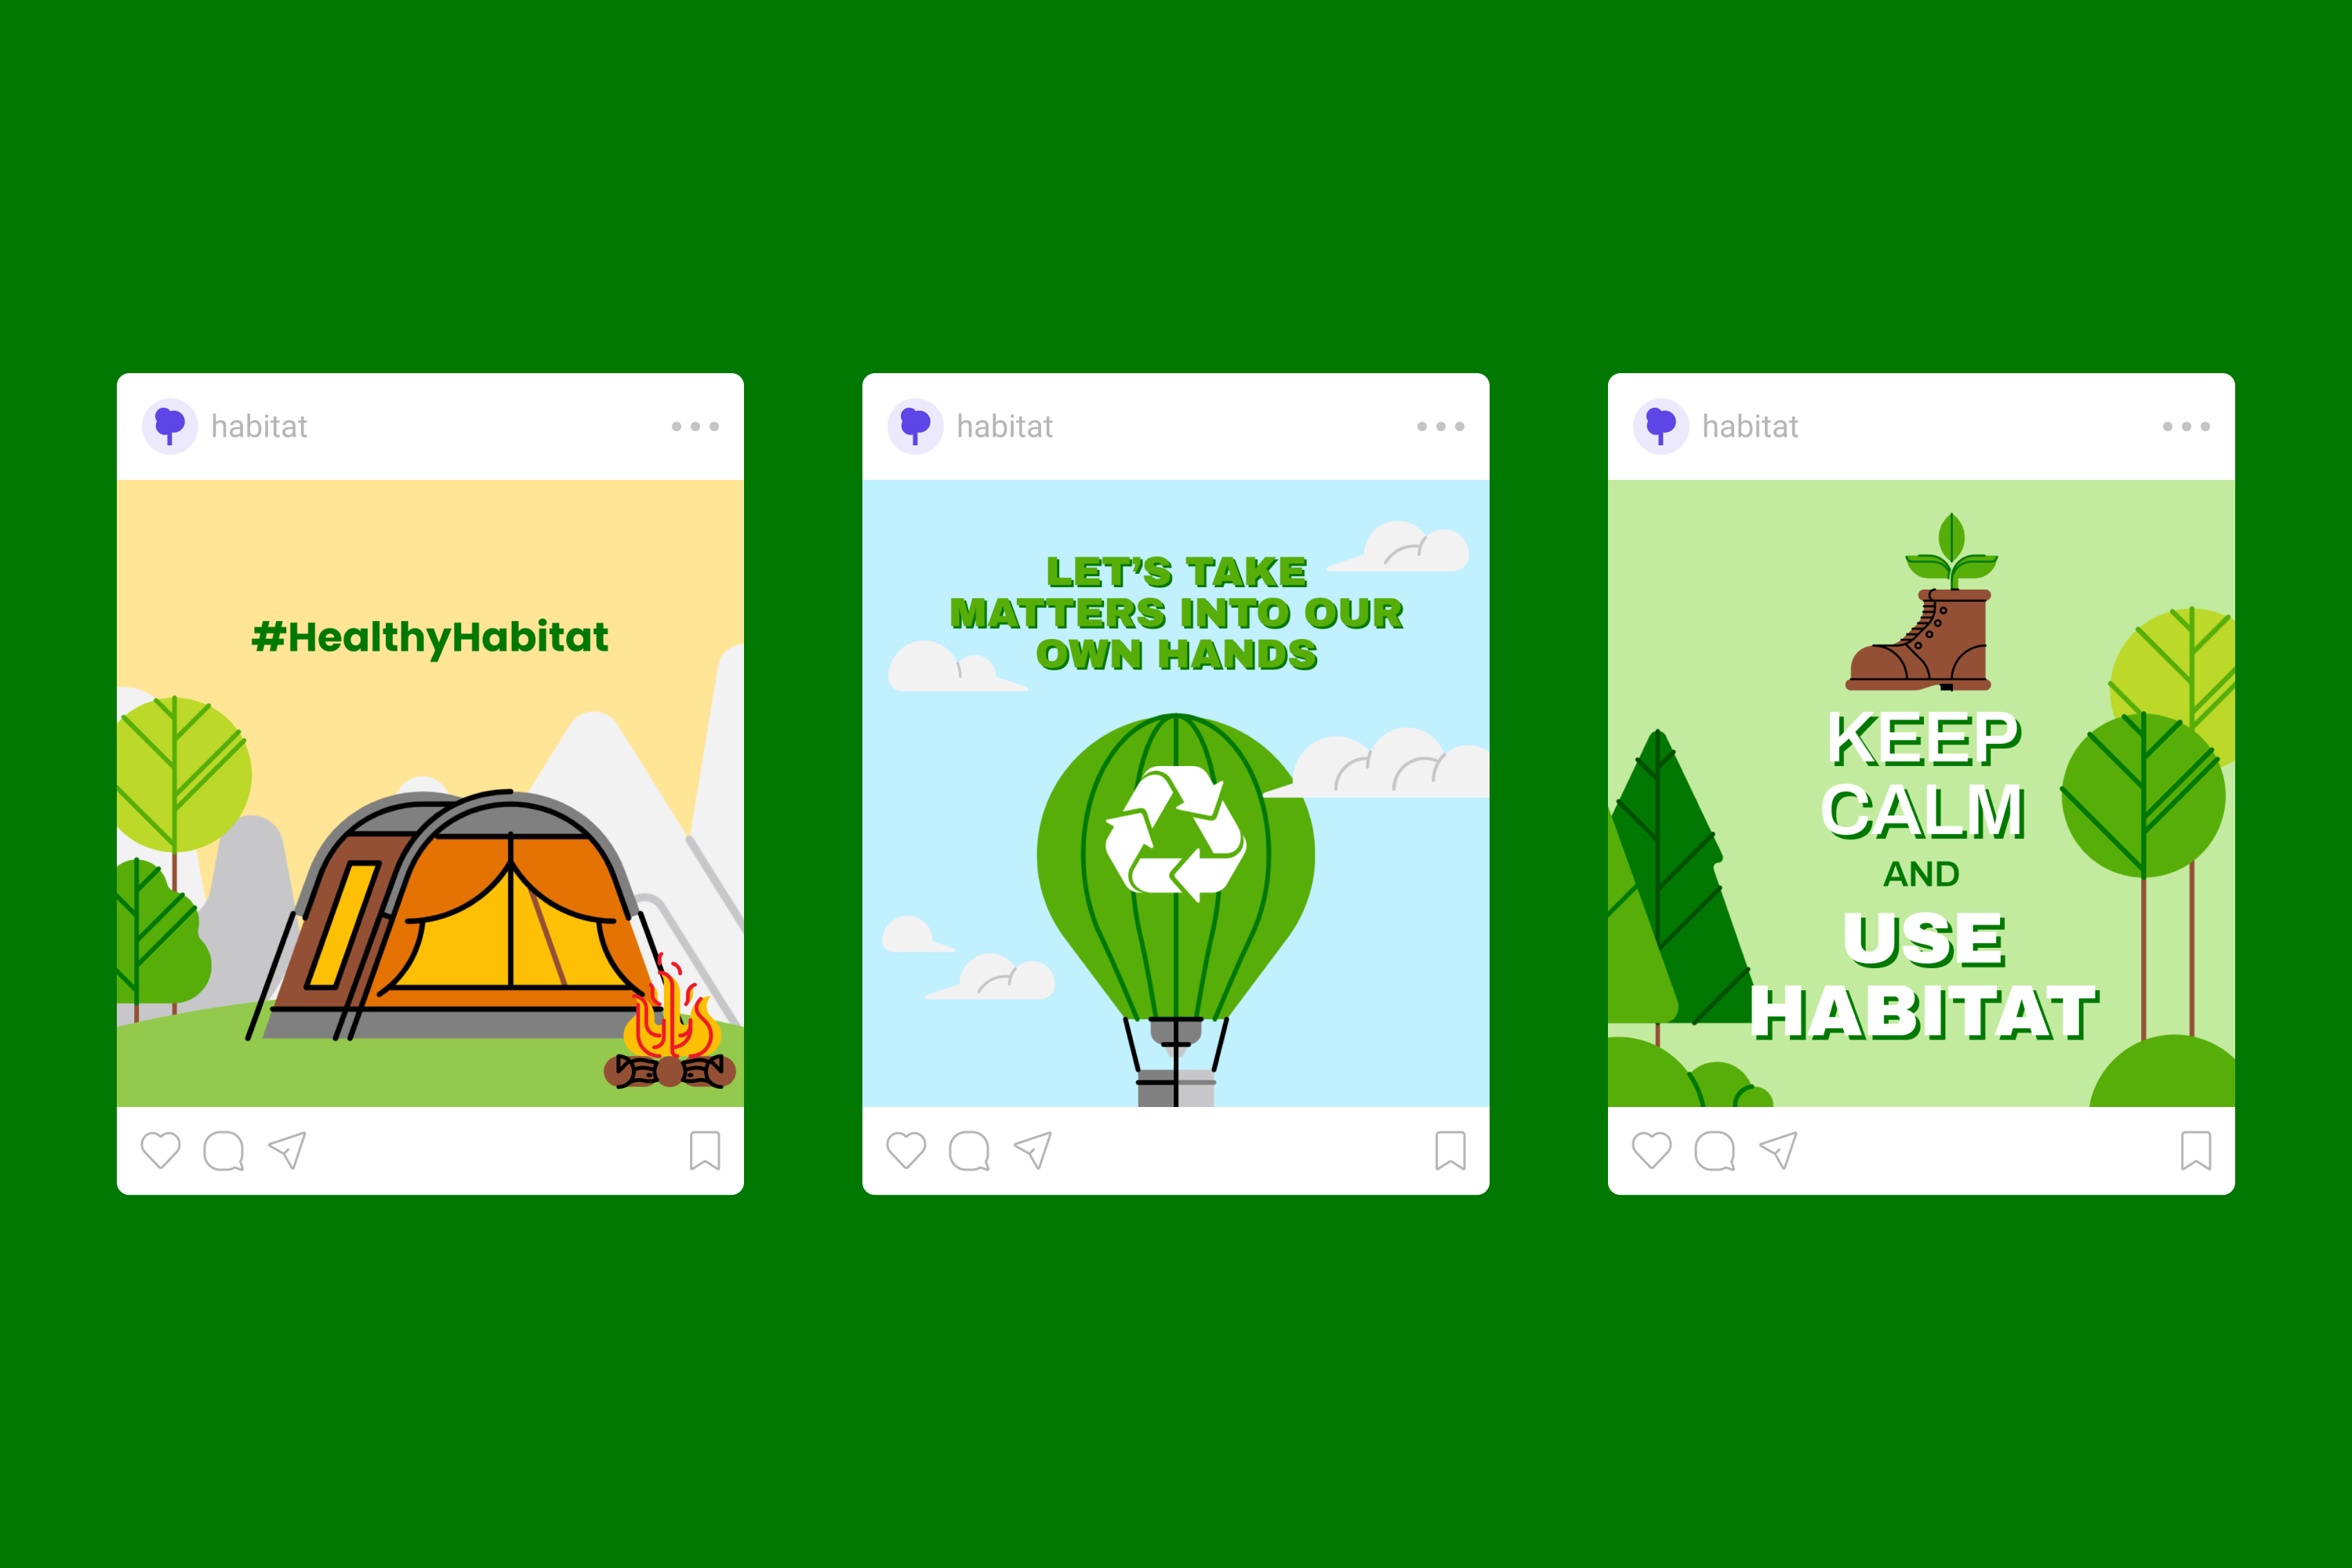 habitat
#HealthyHabitat
habitat
LET’S TAKE
MATTERS INTO OUR
OWN HANDS
habitat
KEEP
CALM
AND
USE
HABITAT